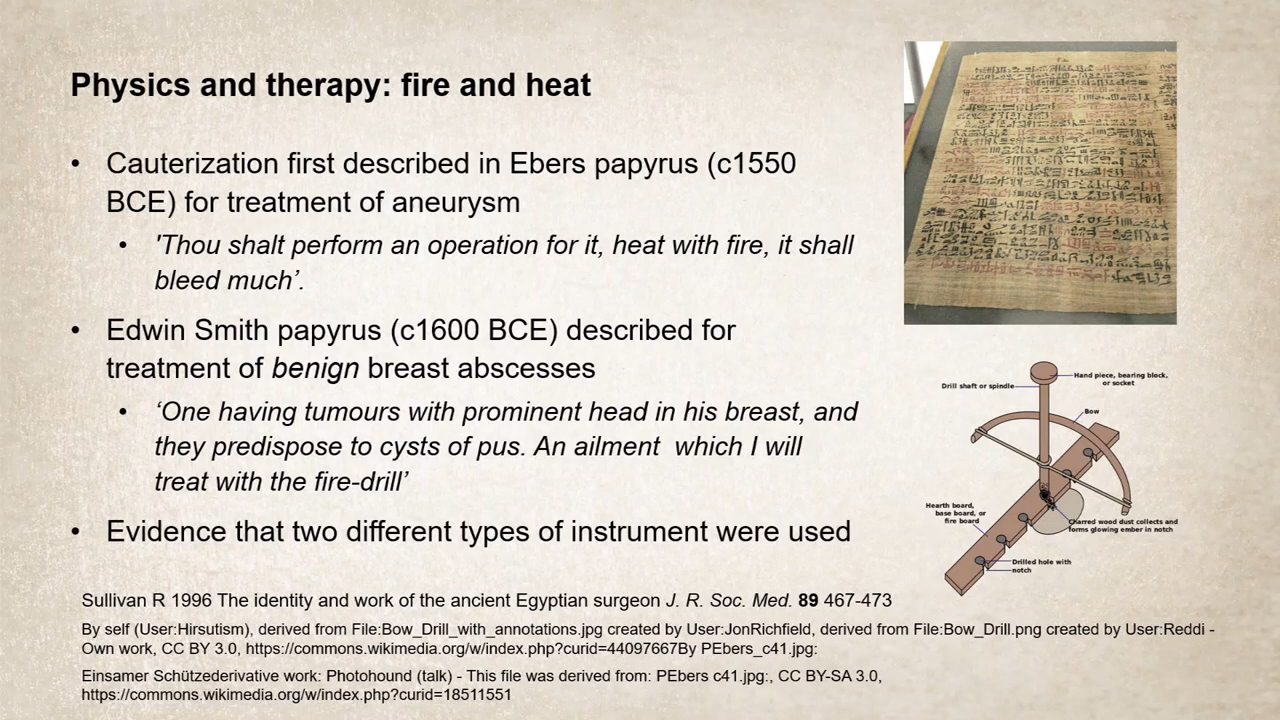 Physics and therapy: fire and heat
• Cauterization first described in Ebers papyrus (c1550
BCE) for treatment of aneurysm
• 'Thou shalt perform an operation for it, heat with fire, it shall
bleed much’.
• Edwin Smith papyrus (c1600 BCE) described for
treatment of benign breast abscesses
• ‘One having tumours with prominent head in his breast, and
they predispose to cysts of pus. An ailment which I will
treat with the fire-drill’
• Evidence that two different types of instrument were used
Hand piece, bearing block,
or socket
Drill shaft or spindle
Bow
Hearth board,
base board, or
fire board
Charred wood dust collects and
forms glowing ember in notch
Drilled hole with
notch
Sullivan R 1996 The identity and work of the ancient Egyptian surgeon J. R. Soc. Med. 89 467-473
By self (User:Hirsutism), derived from File:Bow_Drill_with_annotations.jpg created by User:JonRichfield, derived from File:Bow_Drill.png created by User:Reddi -
Own work, CC BY 3.0, https://commons.wikimedia.org/w/index.php?curid=44097667By PEbers_c41.jpg:
Einsamer Schützederivative work: Photohound (talk) - This file was derived from: PEbers c41.jpg:, CC BY-SA 3.0,
https://commons.wikimedia.org/w/index.php?curid=18511551